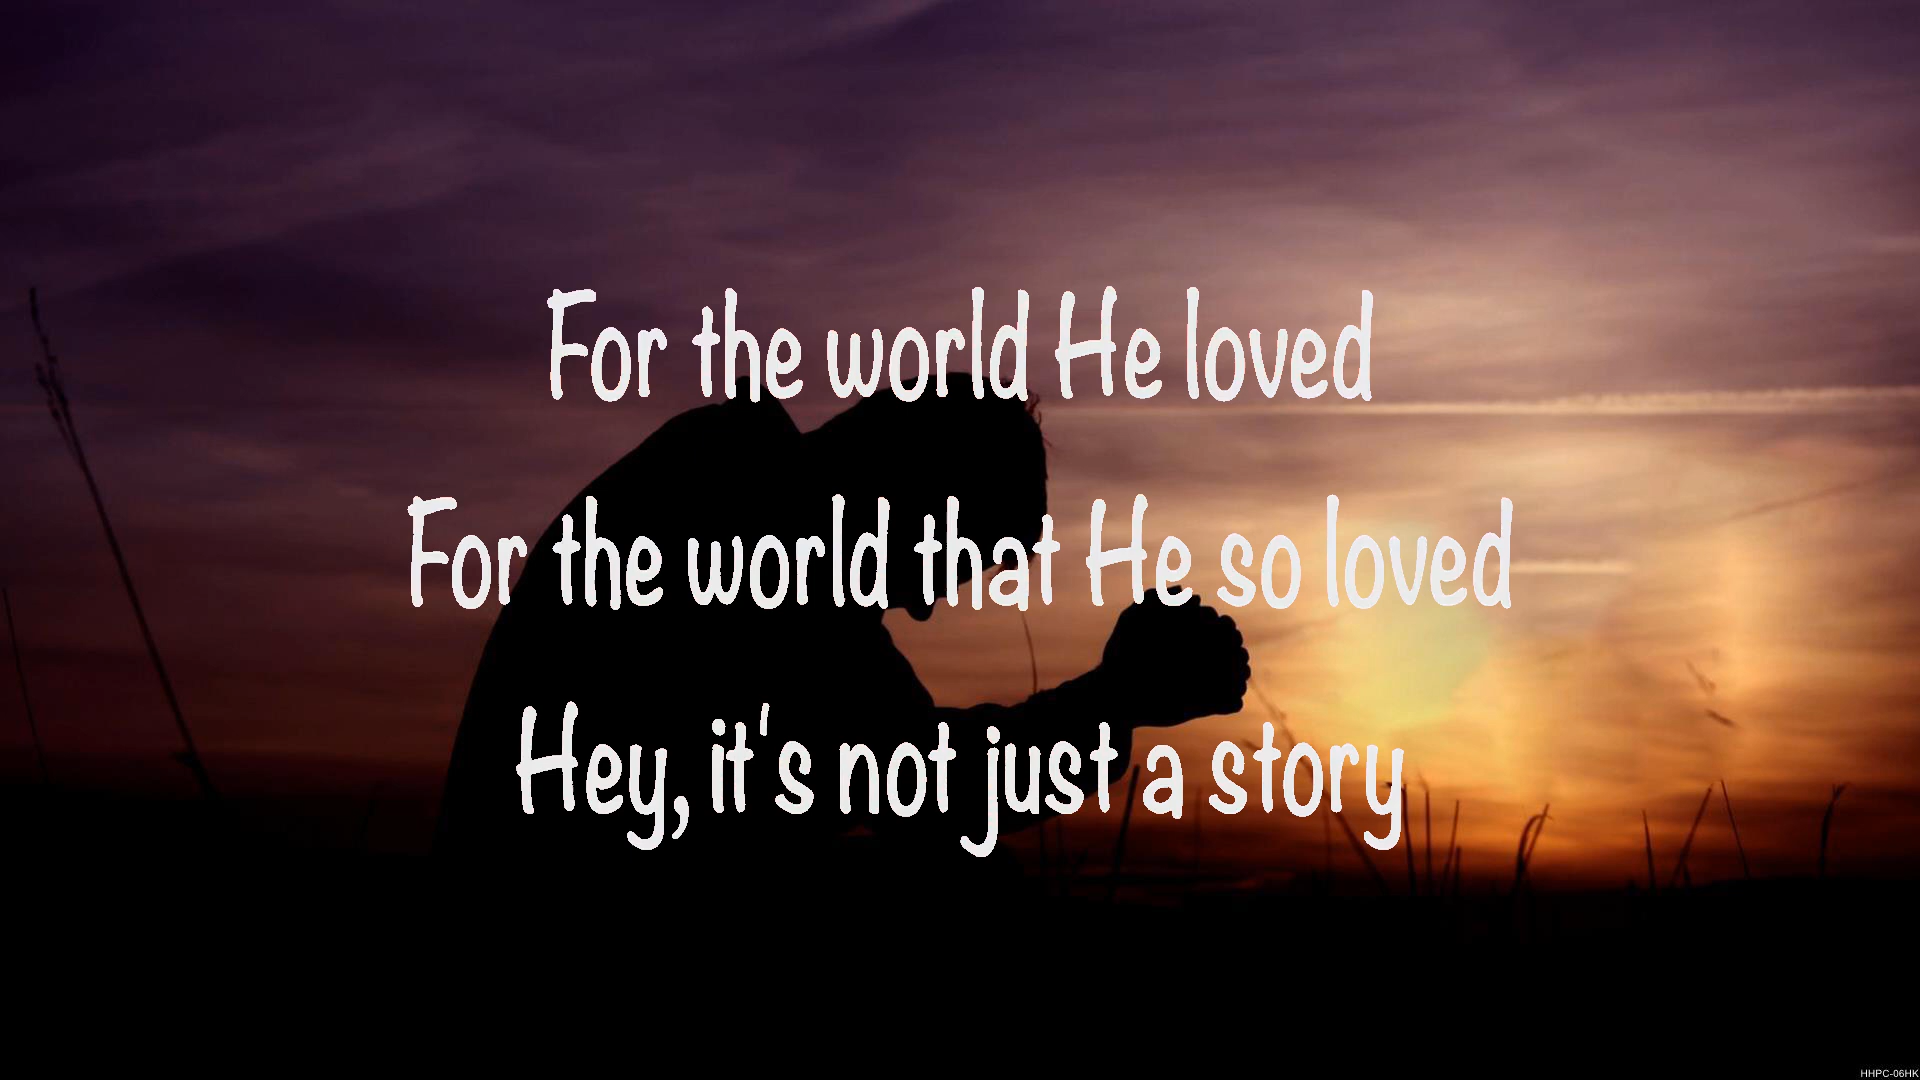 For the world He loved
For the world that He so loved
Hey, it's not just a story
HHPC-06HK